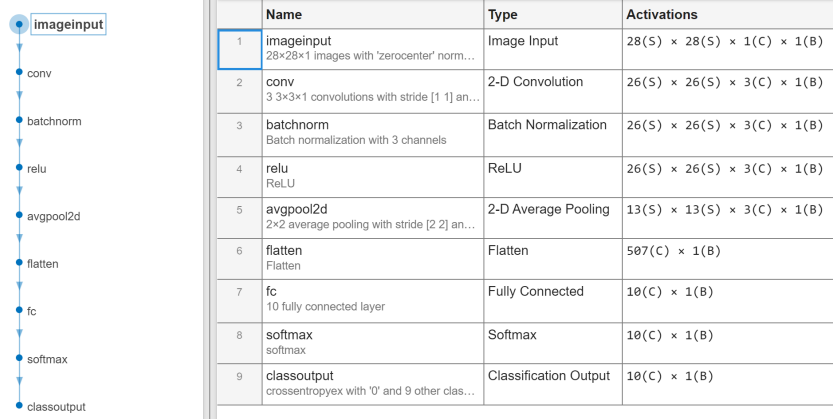 imageinput
conv
batchnorm
relu
avgpool2d
flatten
fc
softmax
classoutput
Name Type Activations
1 imageinput Image Input 28(S) × 28(S) × 1(C) × 1(B)
28×28×1 images with 'zerocenter' norm...
2 conv 2-D Convolution 26(S) × 26(S) × 3(C) × 1(B)
3 3×3×1 convolutions with stride [1 1] an...
3 batchnorm Batch Normalization 26(S) × 26(S) × 3(C) × 1(B)
Batch normalization with 3 channels
4 relu ReLU 26(S) × 26(S) × 3(C) × 1(B)
ReLU
5 avgpool2d 2-D Average Pooling 13(S) × 13(S) × 3(C) × 1(B)
2×2 average pooling with stride [2 2] an...
6 flatten Flatten 507(C) × 1(B)
Flatten
7 fc Fully Connected 10(C) × 1(B)
10 fully connected layer
8 softmax Softmax 10(C) × 1(B)
softmax
9 classoutput Classification Output 10(C) × 1(B)
crossentropyex with '0' and 9 other clas...